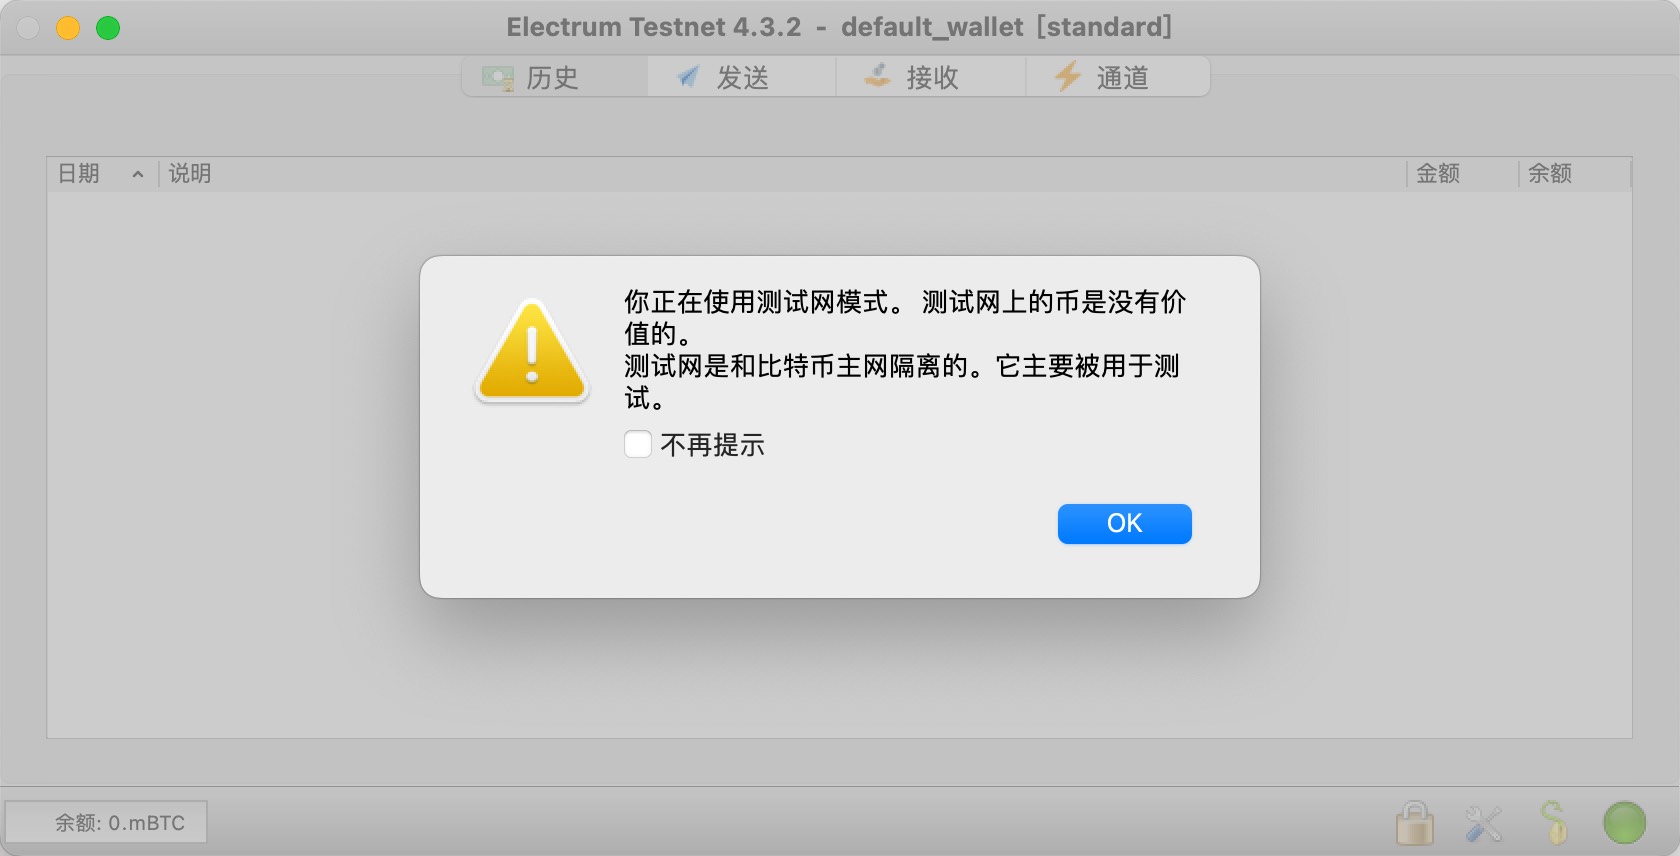 Electrum Testnet 4.3.2 - default_wallet [standard]
历史 发送 接收 通道
日期 说明 金额 余额
你正在使用测试网模式。 测试网上的币是没有价
值的。
测试网是和比特币主网隔离的。它主要被用于测
试。
不再提示
OK
余额: 0.mBTC